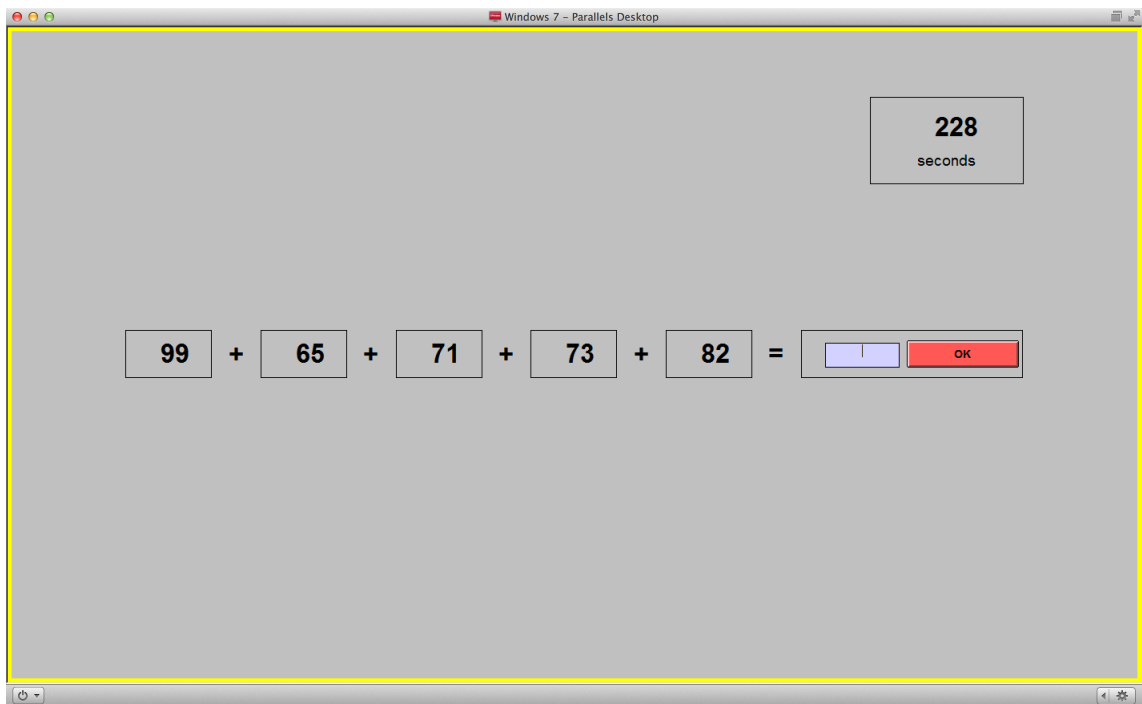 Windows 7 - Parallels Desktop
228
seconds
99 + 65 + 71 + 73 + 82 = OK